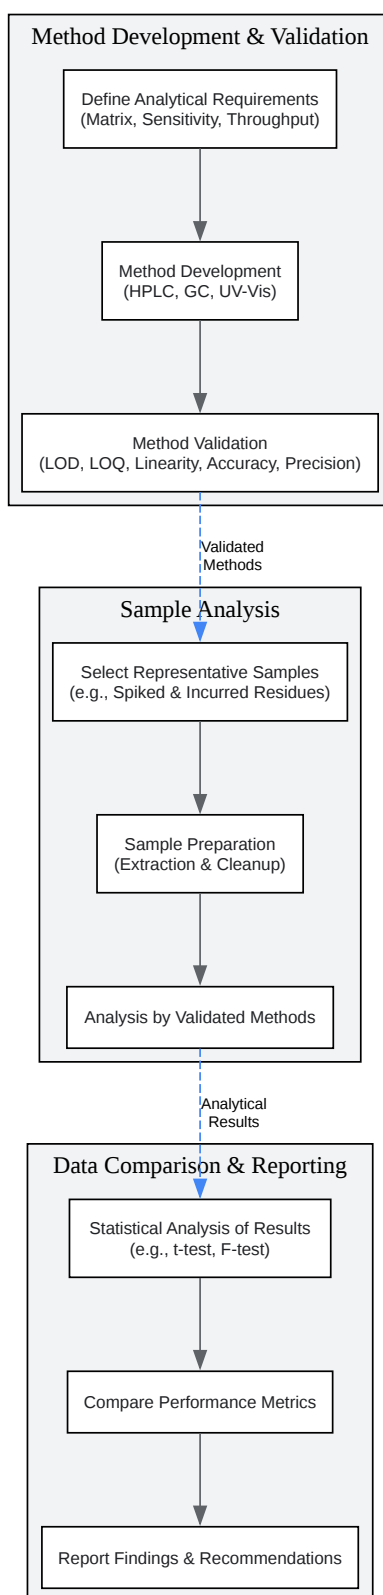 Method Development & Validation
Define Analytical Requirements
(Matrix, Sensitivity, Throughput)
Method Development
(HPLC, GC, UV-Vis)
Method Validation
(LOD, LOQ, Linearity, Accuracy, Precision)
Validated
Methods
Sample Analysis
Select Representative Samples
(e.g., Spiked & Incurred Residues)
Sample Preparation
(Extraction & Cleanup)
Analysis by Validated Methods
Analytical
Results
Data Comparison & Reporting
Statistical Analysis of Results
(e.g., t-test, F-test)
Compare Performance Metrics
Report Findings & Recommendations